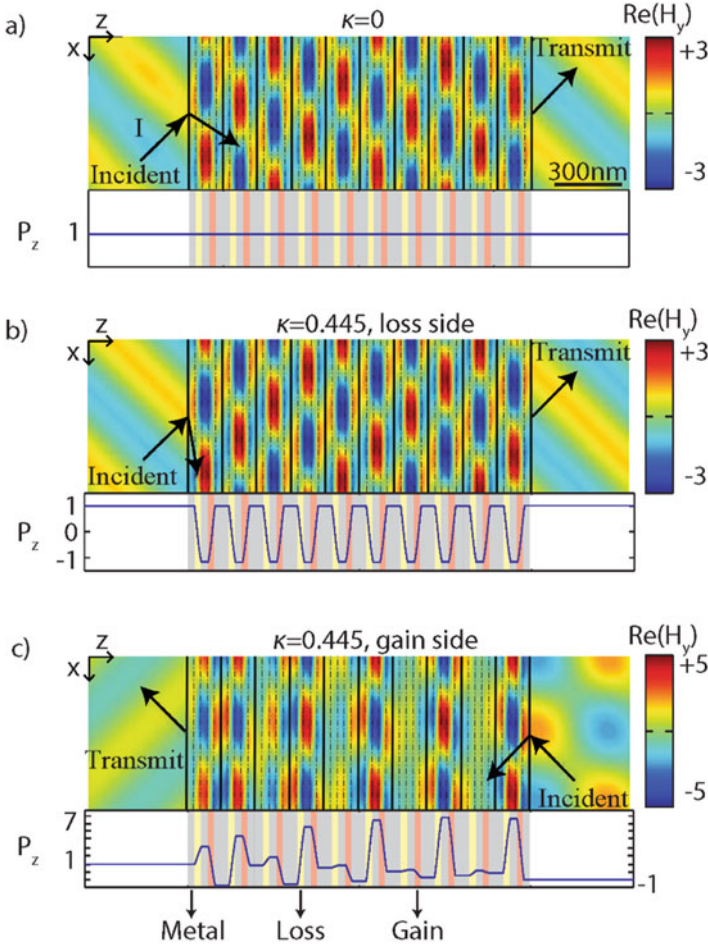 a)
z
x
κ=0
Re(H_y)
Transmit
+3
I
Incident
300nm
-3
P_z
1
b)
z
x
κ=0.445, loss side
Re(H_y)
Transmit
+3
Incident
-3
P_z
1
0
-1
c)
z
x
κ=0.445, gain side
Re(H_y)
+5
Transmit
Incident
-5
P_z
7
1
-1
Metal
Loss
Gain